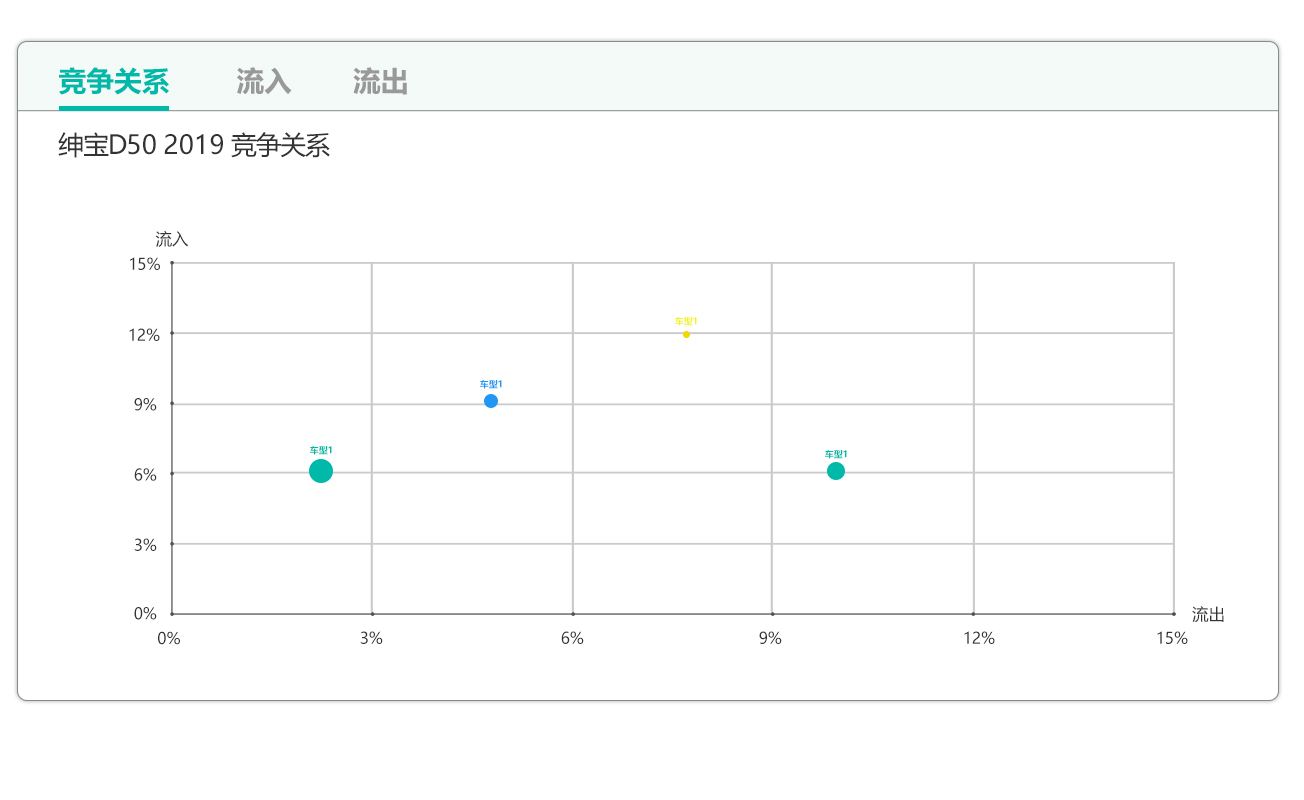 竞争关系 流入 流出
绅宝D50 2019 竞争关系
流入
15%
12%
车型1
车型1
9%
车型1
车型1
6%
3%
0%
流出
0% 3% 6% 9% 12% 15%